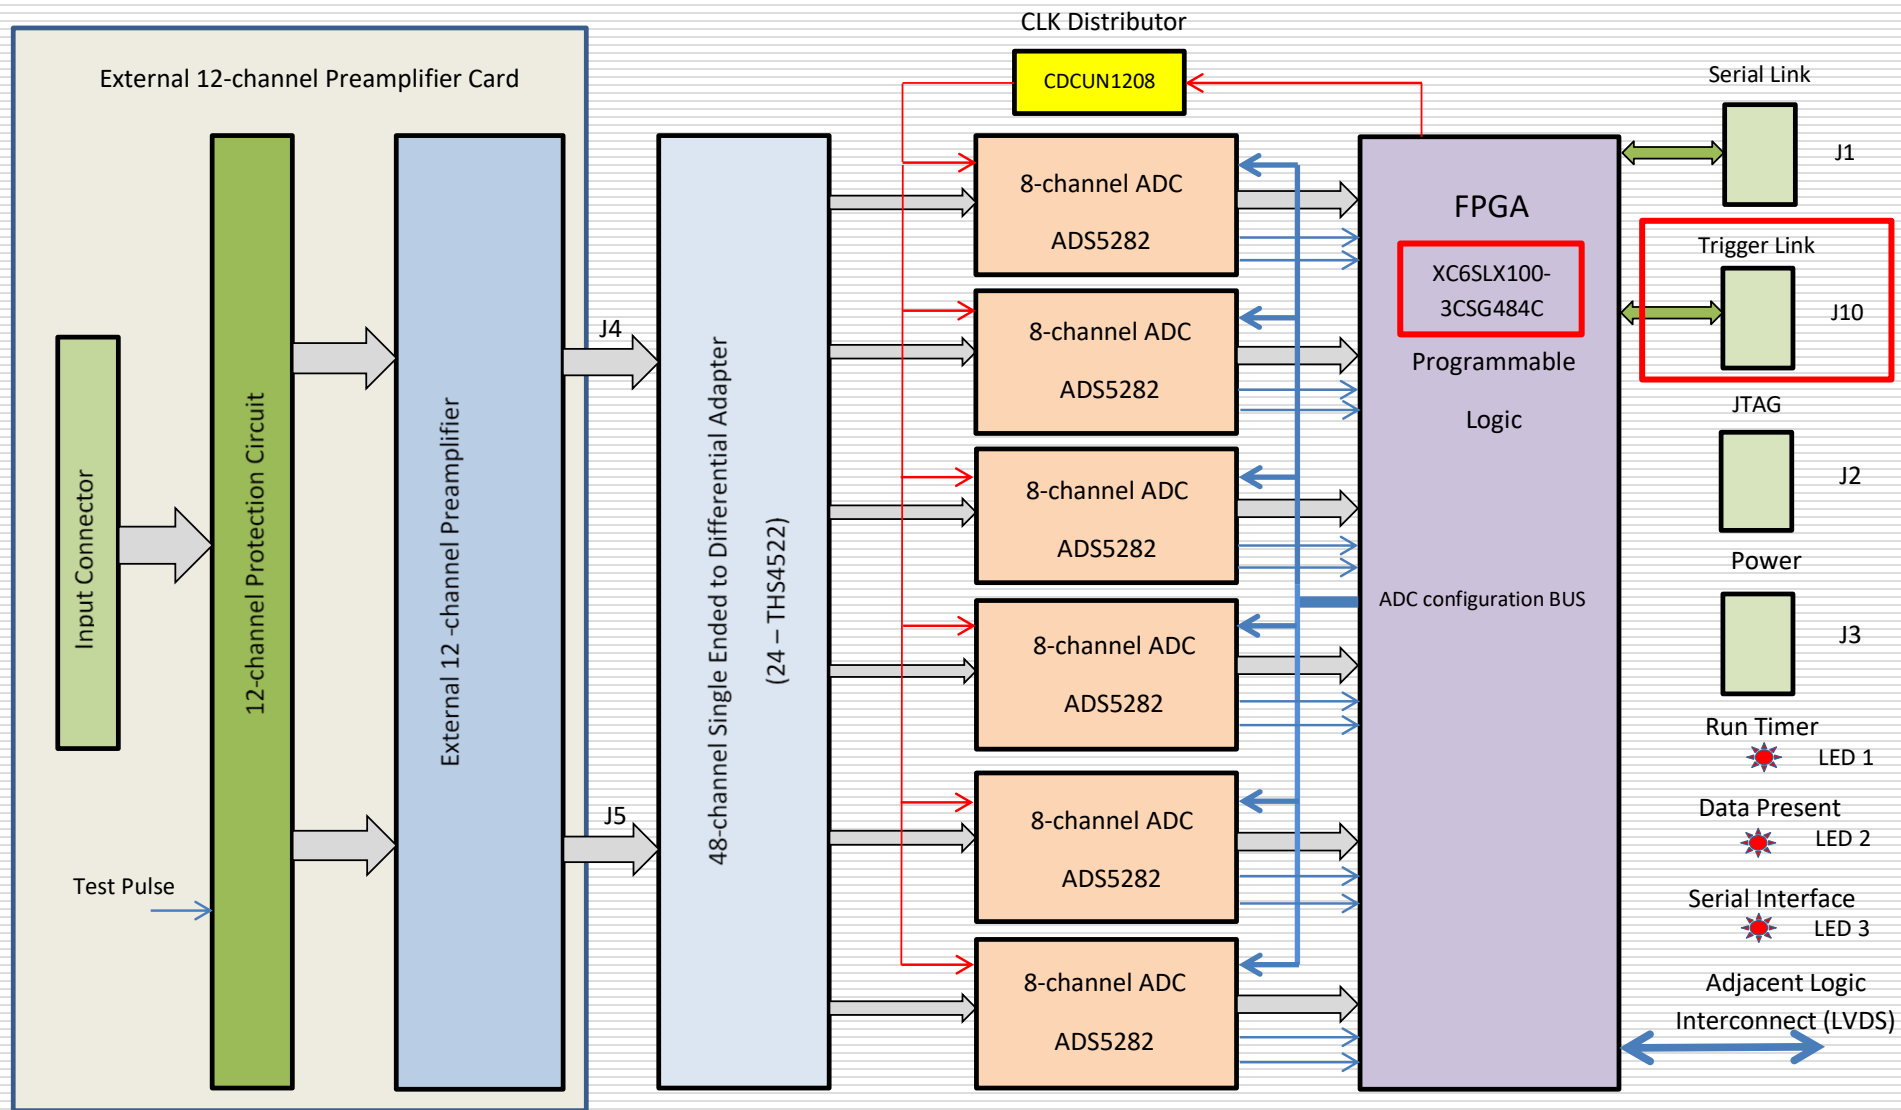 CLK Distributor
CDCUN1208
External 12-channel Preamplifier Card
Input Connector
12-channel Protection Circuit
External 12 -channel Preamplifier
Test Pulse
J4
J5
48-channel Single Ended to Differential Adapter
(24 – THS4522)
8-channel ADC
ADS5282
8-channel ADC
ADS5282
8-channel ADC
ADS5282
8-channel ADC
ADS5282
8-channel ADC
ADS5282
8-channel ADC
ADS5282
FPGA
XC6SLX100-
3CSG484C
Programmable
Logic
ADC configuration BUS
Serial Link
J1
Trigger Link
J10
JTAG
J2
Power
J3
Run Timer
LED 1
Data Present
LED 2
Serial Interface
LED 3
Adjacent Logic
Interconnect (LVDS)